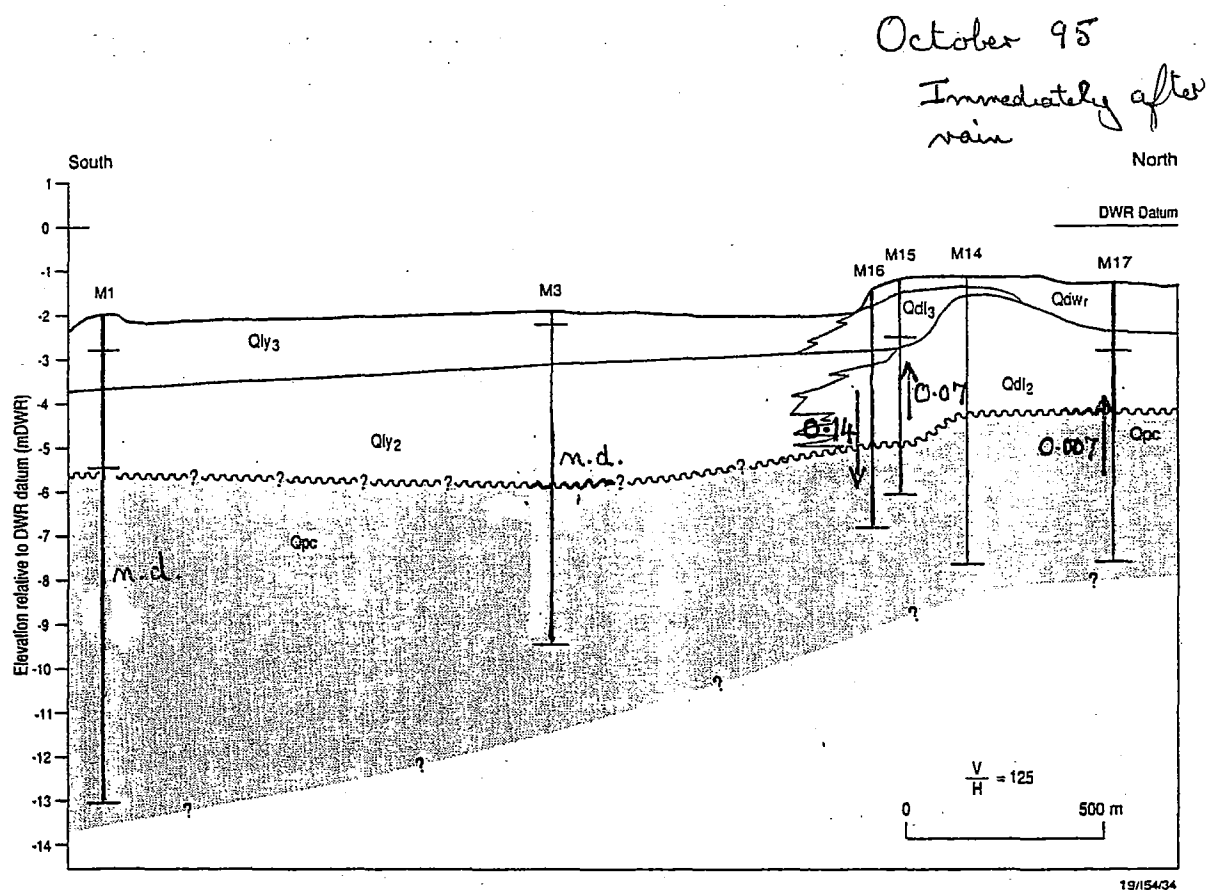 October 95
Immediately after
rain
South
North
DWR Datum
Elevation relative to DWR datum (mDWR)
1
0
-1
-2
-3
-4
-5
-6
-7
-8
-9
-10
-11
-12
-13
-14
M1
M3
M16
M15
M14
M17
Qly3
Qdl3
Qdwr
Qly2
Qdl2
Qpc
Qpc
0.14
0.07
0.007
n.d.
n.d.
? ? ? ? ? ?
? ? ? ? ?
V/H = 125
0 500 m
19/154/34